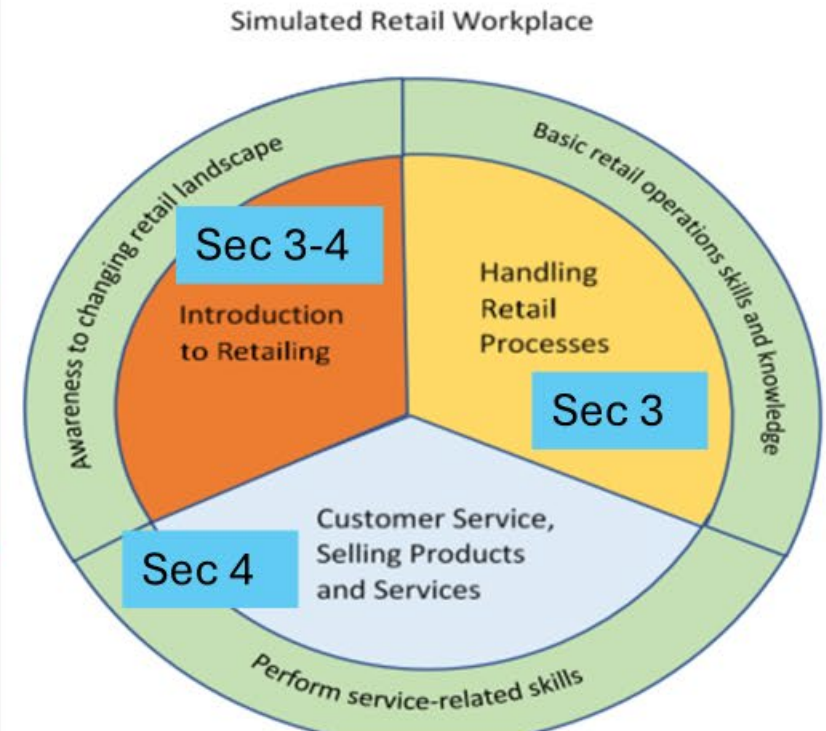 Simulated Retail Workplace
Awareness to changing retail landscape
Basic retail operations skills and knowledge
Sec 3-4
Introduction
to Retailing
Handling
Retail
Processes
Sec 3
Customer Service,
Selling Products
and Services
Sec 4
Perform service-related skills